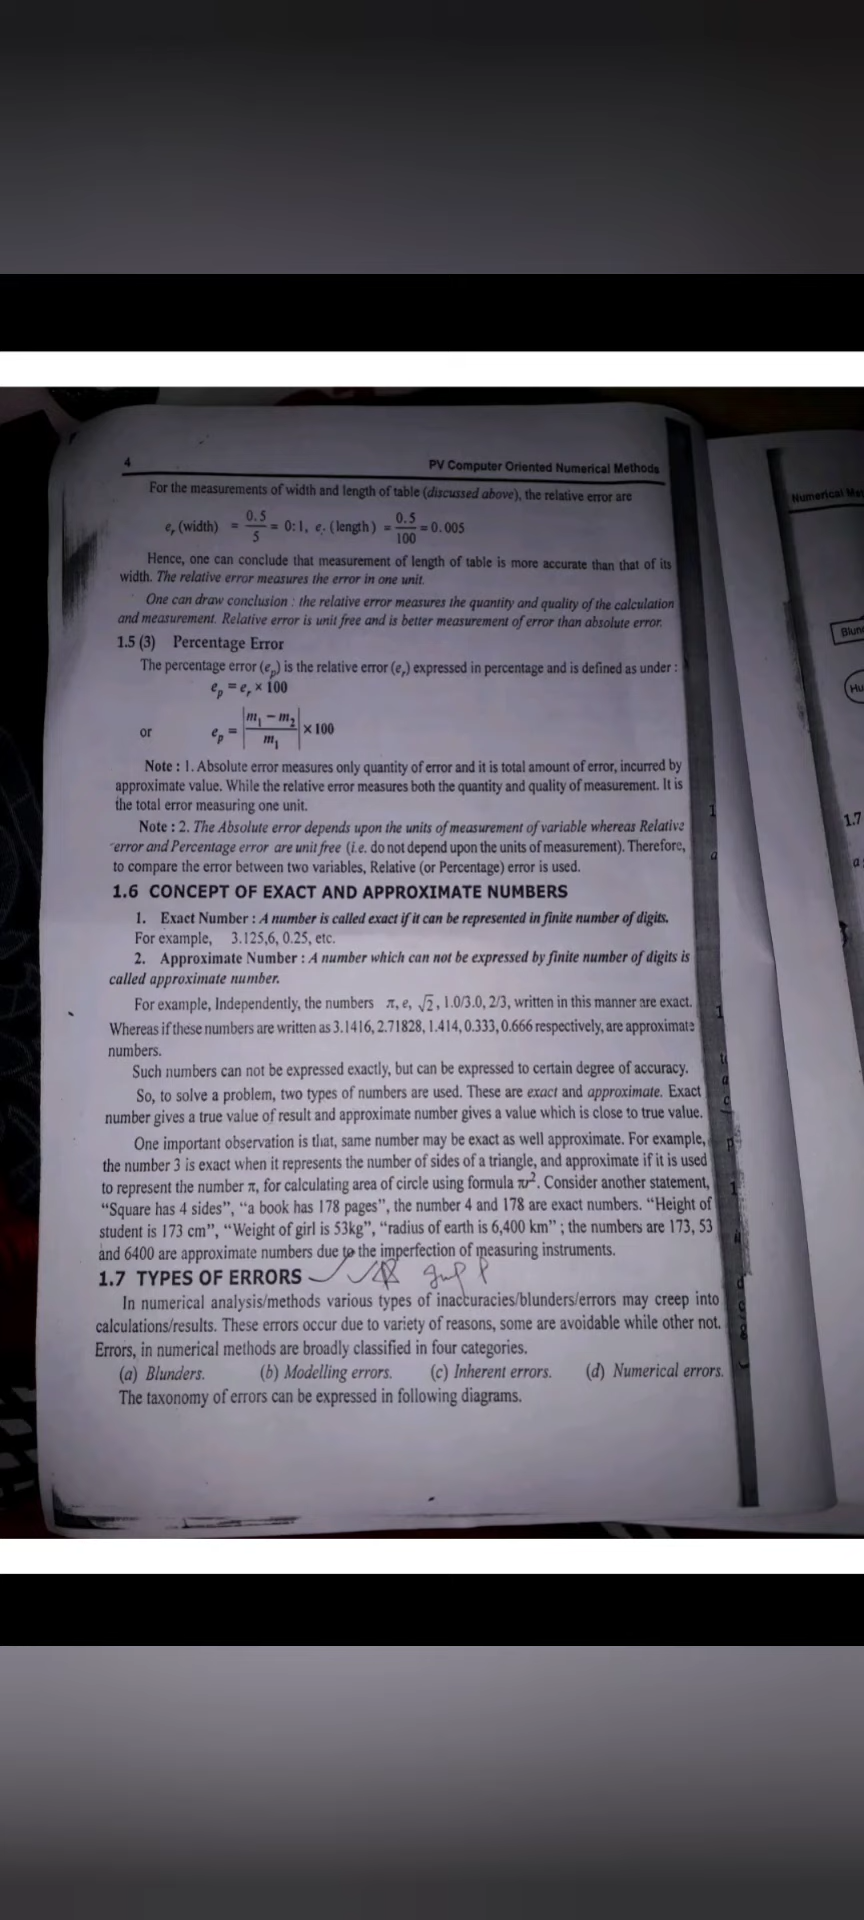 4 PV Computer Oriented Numerical Methods
For the measurements of width and length of table (discussed above), the relative error are
e_r (width) = 0.5/5 = 0:1, e. (length) = 0.5/100 = 0.005
Hence, one can conclude that measurement of length of table is more accurate than that of its
width. The relative error measures the error in one unit.
One can draw conclusion : the relative error measures the quantity and quality of the calculation
and measurement. Relative error is unit free and is better measurement of error than absolute error.
1.5 (3) Percentage Error
The percentage error (e_p) is the relative error (e_r) expressed in percentage and is defined as under :
e_p = e_r × 100
or e_p = |m₁ − m₂ / m₁| × 100
Note : 1. Absolute error measures only quantity of error and it is total amount of error, incurred by
approximate value. While the relative error measures both the quantity and quality of measurement. It is
the total error measuring one unit.
Note : 2. The Absolute error depends upon the units of measurement of variable whereas Relative
error and Percentage error are unit free (i.e. do not depend upon the units of measurement). Therefore,
to compare the error between two variables, Relative (or Percentage) error is used.
1.6 CONCEPT OF EXACT AND APPROXIMATE NUMBERS
1. Exact Number : A number is called exact if it can be represented in finite number of digits.
For example, 3.125,6, 0.25, etc.
2. Approximate Number : A number which can not be expressed by finite number of digits is
called approximate number.
For example, Independently, the numbers π, e, √2, 1.0/3.0, 2/3, written in this manner are exact.
Whereas if these numbers are written as 3.1416, 2.71828, 1.414, 0.333, 0.666 respectively, are approximate
numbers.
Such numbers can not be expressed exactly, but can be expressed to certain degree of accuracy.
So, to solve a problem, two types of numbers are used. These are exact and approximate. Exact
number gives a true value of result and approximate number gives a value which is close to true value.
One important observation is that, same number may be exact as well approximate. For example,
the number 3 is exact when it represents the number of sides of a triangle, and approximate if it is used
to represent the number π, for calculating area of circle using formula πr². Consider another statement,
“Square has 4 sides”, “a book has 178 pages”, the number 4 and 178 are exact numbers. “Height of
student is 173 cm”, “Weight of girl is 53kg”, “radius of earth is 6,400 km” ; the numbers are 173, 53
and 6400 are approximate numbers due to the imperfection of measuring instruments.
1.7 TYPES OF ERRORS
In numerical analysis/methods various types of inaccuracies/blunders/errors may creep into
calculations/results. These errors occur due to variety of reasons, some are avoidable while other not.
Errors, in numerical methods are broadly classified in four categories.
(a) Blunders. (b) Modelling errors. (c) Inherent errors. (d) Numerical errors.
The taxonomy of errors can be expressed in following diagrams.
Numerical
1.7